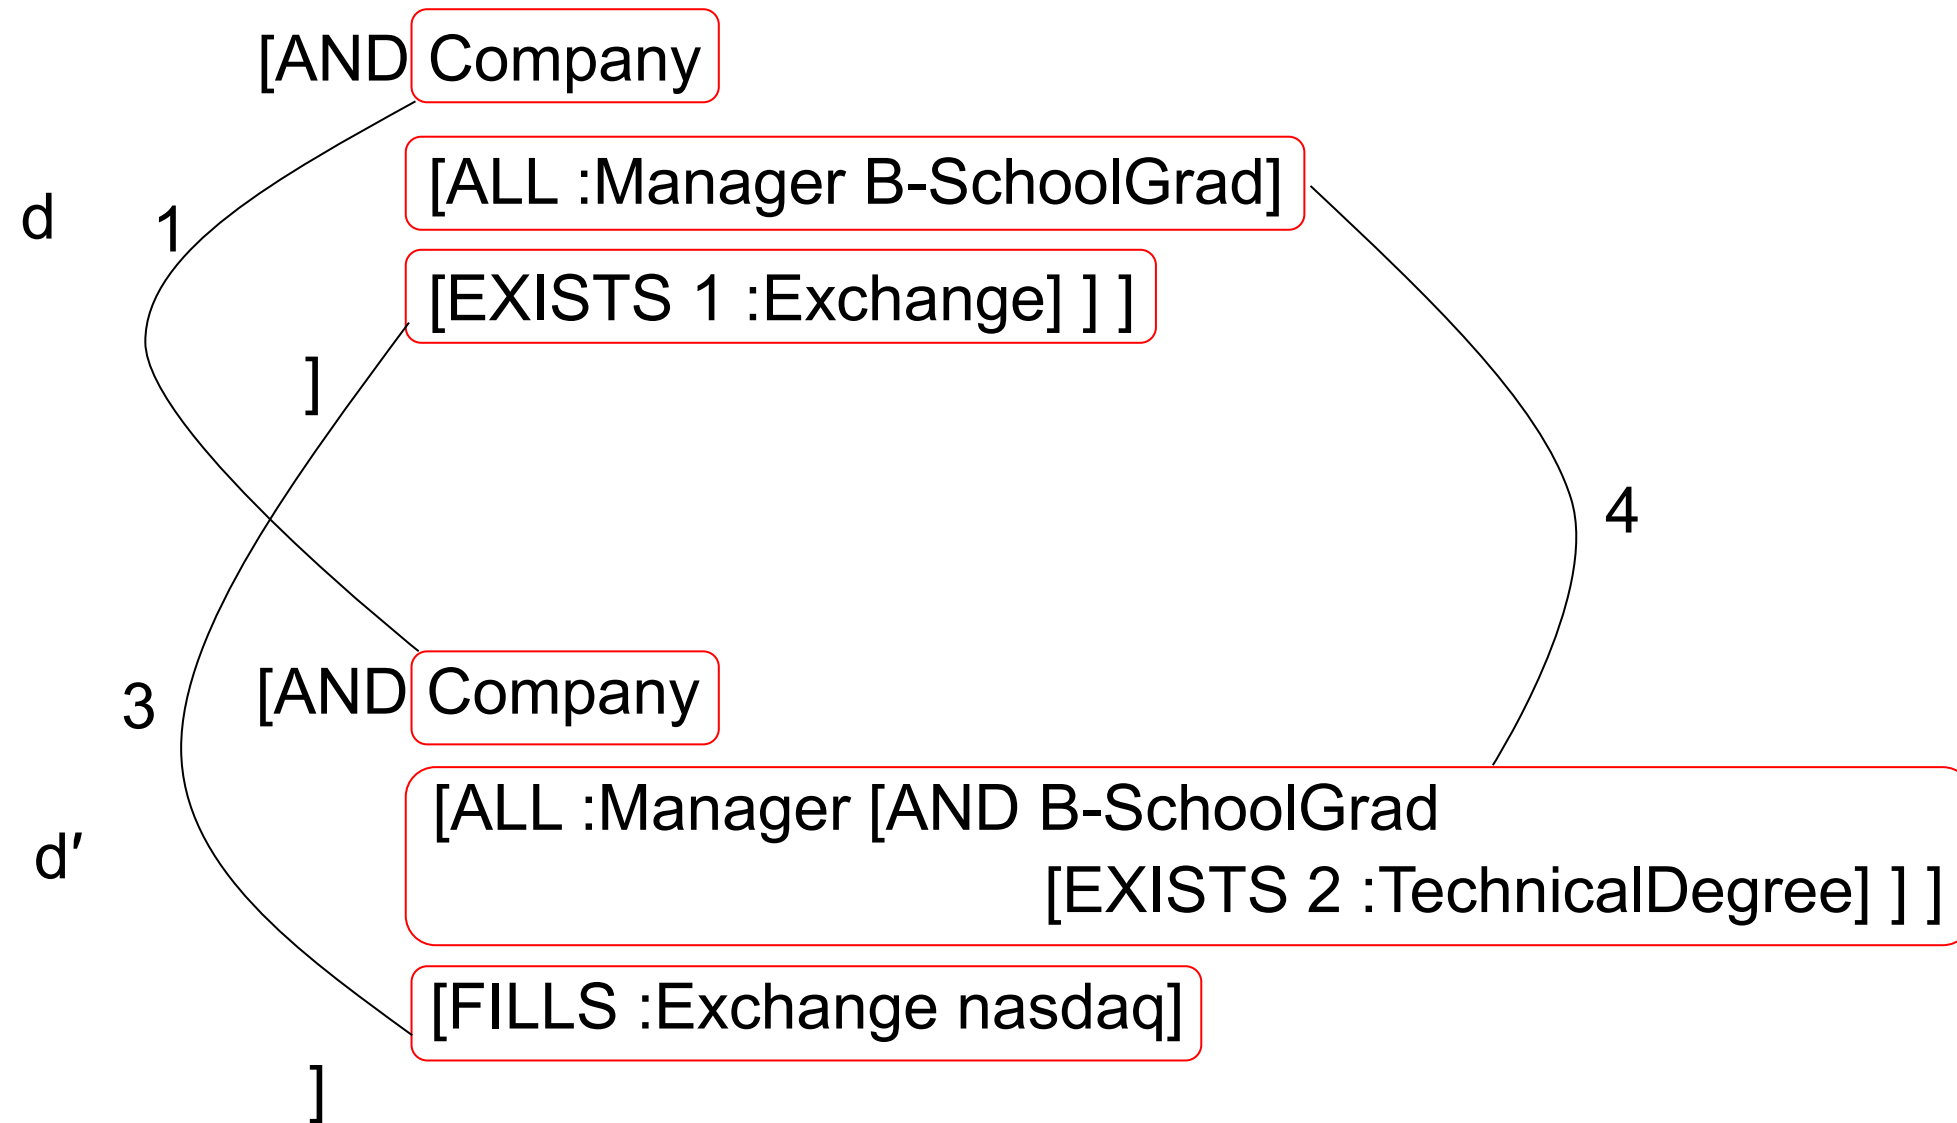 [AND Company
[ALL :Manager B-SchoolGrad]
d 1
[EXISTS 1 :Exchange] ] ]
]
4
[AND Company
3
[ALL :Manager [AND B-SchoolGrad
d′
[EXISTS 2 :TechnicalDegree] ] ]
[FILLS :Exchange nasdaq]
]